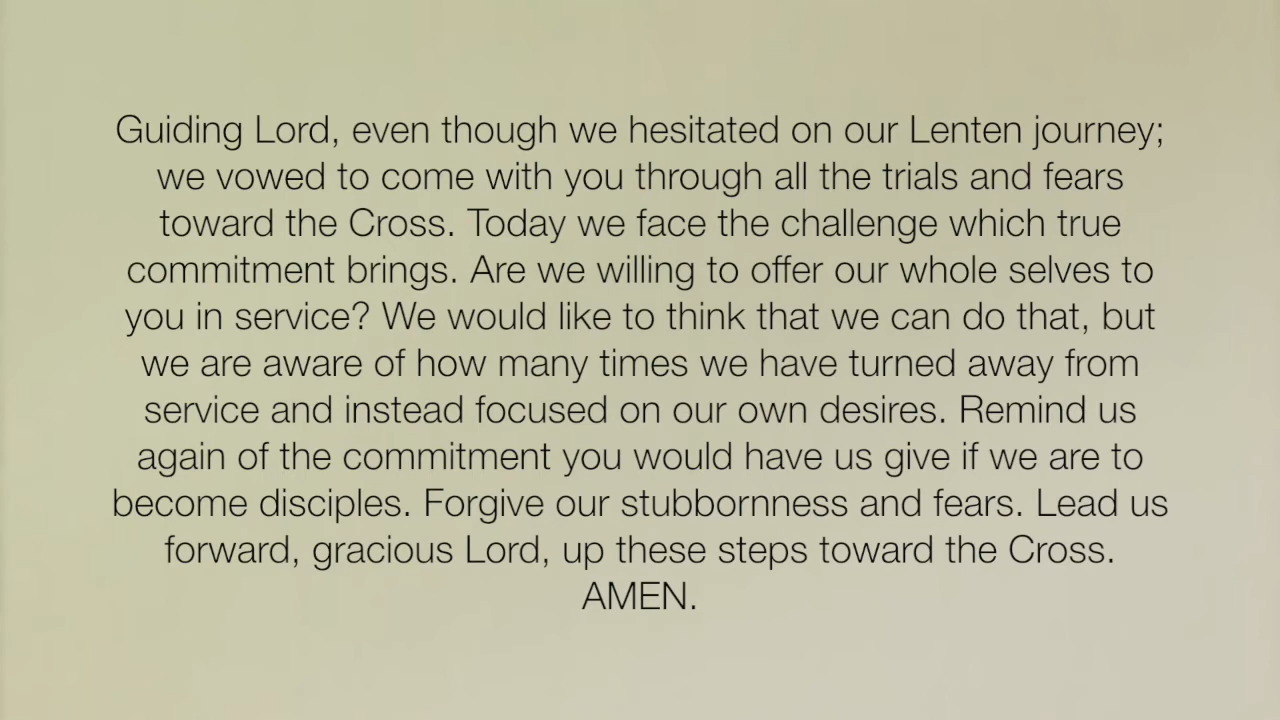 Guiding Lord, even though we hesitated on our Lenten journey;
we vowed to come with you through all the trials and fears
toward the Cross. Today we face the challenge which true
commitment brings. Are we willing to offer our whole selves to
you in service? We would like to think that we can do that, but
we are aware of how many times we have turned away from
service and instead focused on our own desires. Remind us
again of the commitment you would have us give if we are to
become disciples. Forgive our stubbornness and fears. Lead us
forward, gracious Lord, up these steps toward the Cross.
AMEN.